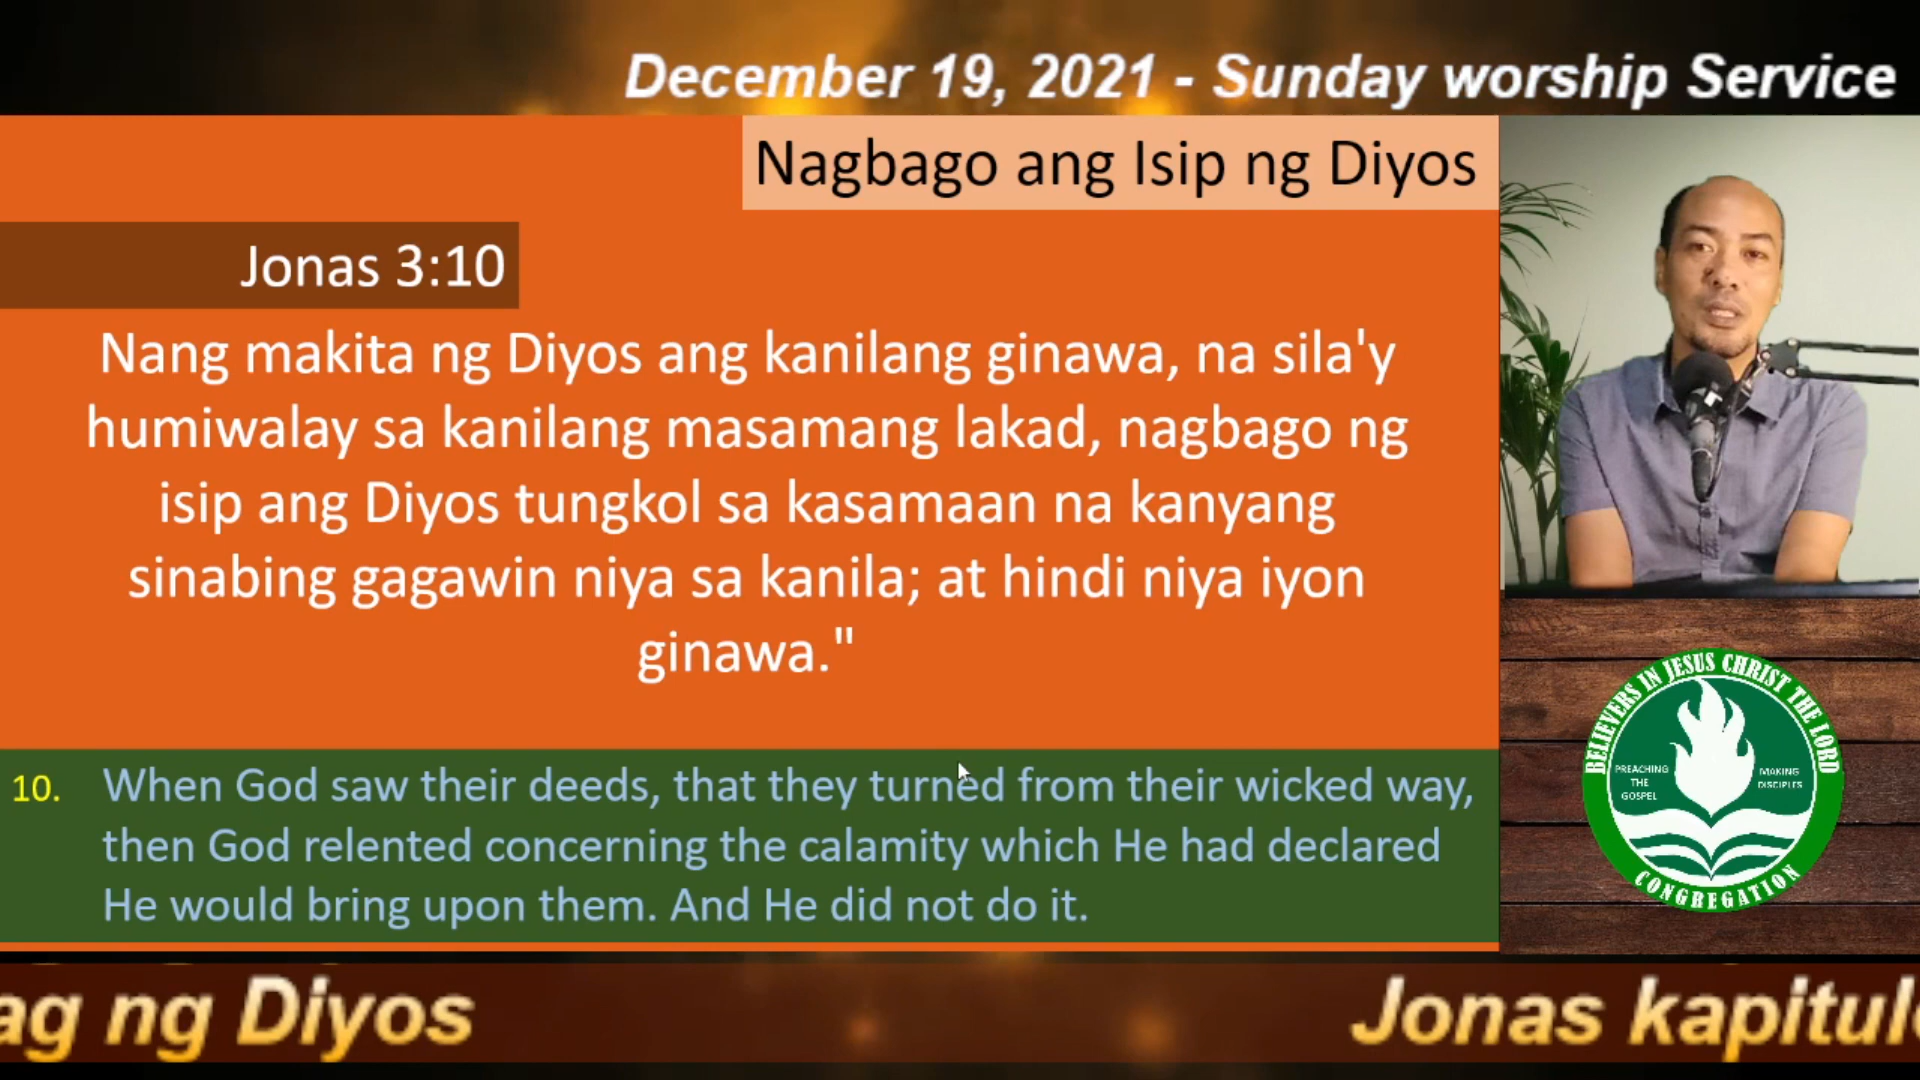 December 19, 2021 - Sunday worship Service
Nagbago ang Isip ng Diyos
Jonas 3:10
Nang makita ng Diyos ang kanilang ginawa, na sila'y
humiwalay sa kanilang masamang lakad, nagbago ng
isip ang Diyos tungkol sa kasamaan na kanyang
sinabing gagawin niya sa kanila; at hindi niya iyon
ginawa."
10. When God saw their deeds, that they turned from their wicked way,
then God relented concerning the calamity which He had declared
He would bring upon them. And He did not do it.
BELIEVERS IN JESUS CHRIST THE LORD
PREACHING
THE
GOSPEL
MAKING
DISCIPLES
CONGREGATION
ag ng Diyos
Jonas kapitul